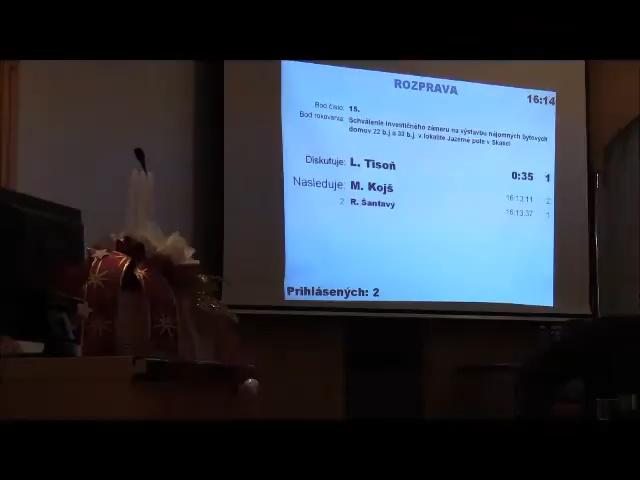 ROZPRAVA
16:14
Bod číslo: 15.
Bod rokovania: Schválenie investičného zámeru na výstavbu nájomných bytových
domov 22 b.j a 33 b.j. v lokalite Jazerné pole v Skalici
Diskutuje: L. Tisoň 0:35 1
Nasleduje: M. Kojš 16:13:11 2
2 R. Šantavý 16:13:37 1
Prihlásených: 2